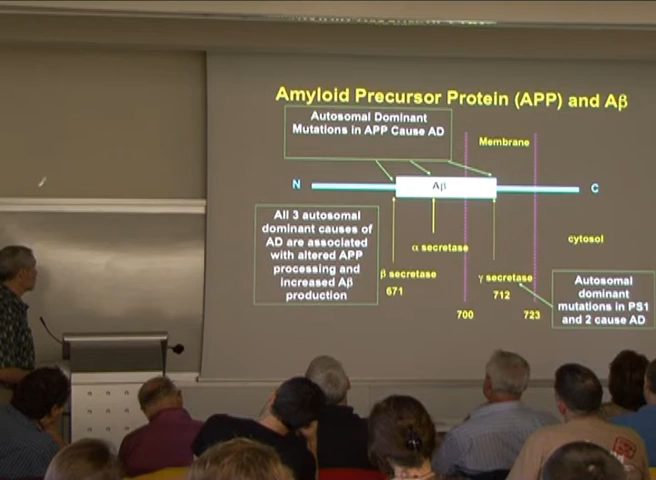 Amyloid Precursor Protein (APP) and Aβ
Autosomal Dominant
Mutations in APP Cause AD
Membrane
N
Aβ
C
All 3 autosomal
dominant causes of
AD are associated
with altered APP
processing and
increased Aβ
production
α secretase
cytosol
β secretase
671
γ secretase
712
Autosomal
dominant
mutations in PS1
and 2 cause AD
700
723